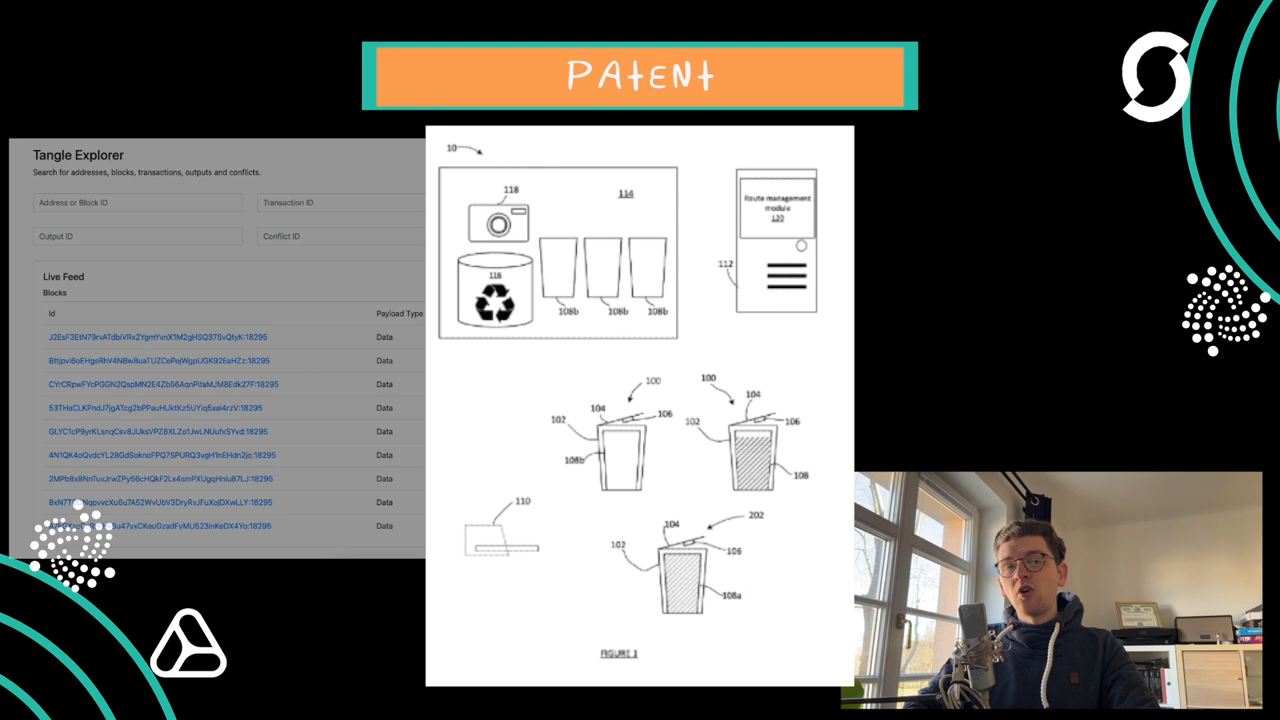 PATENT
Tangle Explorer
Search for addresses, blocks, transactions, outputs and conflicts.
Address or Block ID
Transaction ID
Output ID
Conflict ID
Live Feed
Blocks
Id
Payload Type
J2EsF3EtN79rvATdbiVRx2YgmYvnX1M2gHSQ37SvQtyK:18295
Data
Bttjpvi6oEHgsRhV4NBw8uaTUZCePejWgpUGK92EaHZz:18295
Data
CYrCRpwFYcPGGN2QspMN2E4Zb56AqnPitaMJM8Edk27F:18295
Data
53THaCLKPndJ7jgATcg2bPPauHUktKz5UYiq6xai4rzV:18295
Data
GLYC1cP9yrKLsnqCsv8JUksVPZ8XLZo1JwLNUufxSYvd:18295
Data
4N1QK4oQvdcYL28GdSoknoFPQ7SPURQ3vgH1nEHdn2jo:18295
Data
2MPb8x8NnTuvJrwZPy56cHQkF2Lx4smPXUgqHniu87LJ:18295
Data
Data
Data
10
118
114
116
108b
108b
108b
Route management
module
120
112
100
100
104
106
102
108b
104
106
102
108
110
202
104
102
106
108a
FIGURE 1